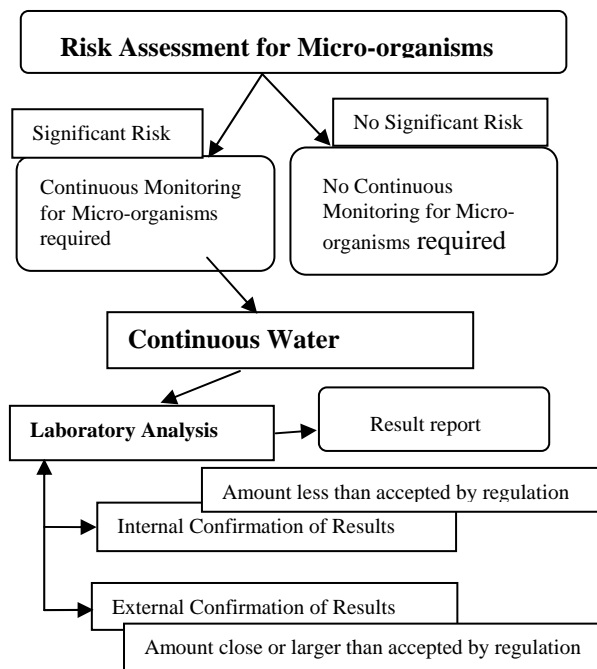 Risk Assessment for Micro-organisms
Significant Risk
No Significant Risk
Continuous Monitoring
for Micro-organisms
required
No Continuous
Monitoring for Micro-
organisms required
Continuous Water
Laboratory Analysis
Result report
Amount less than accepted by regulation
Internal Confirmation of Results
External Confirmation of Results
Amount close or larger than accepted by regulation